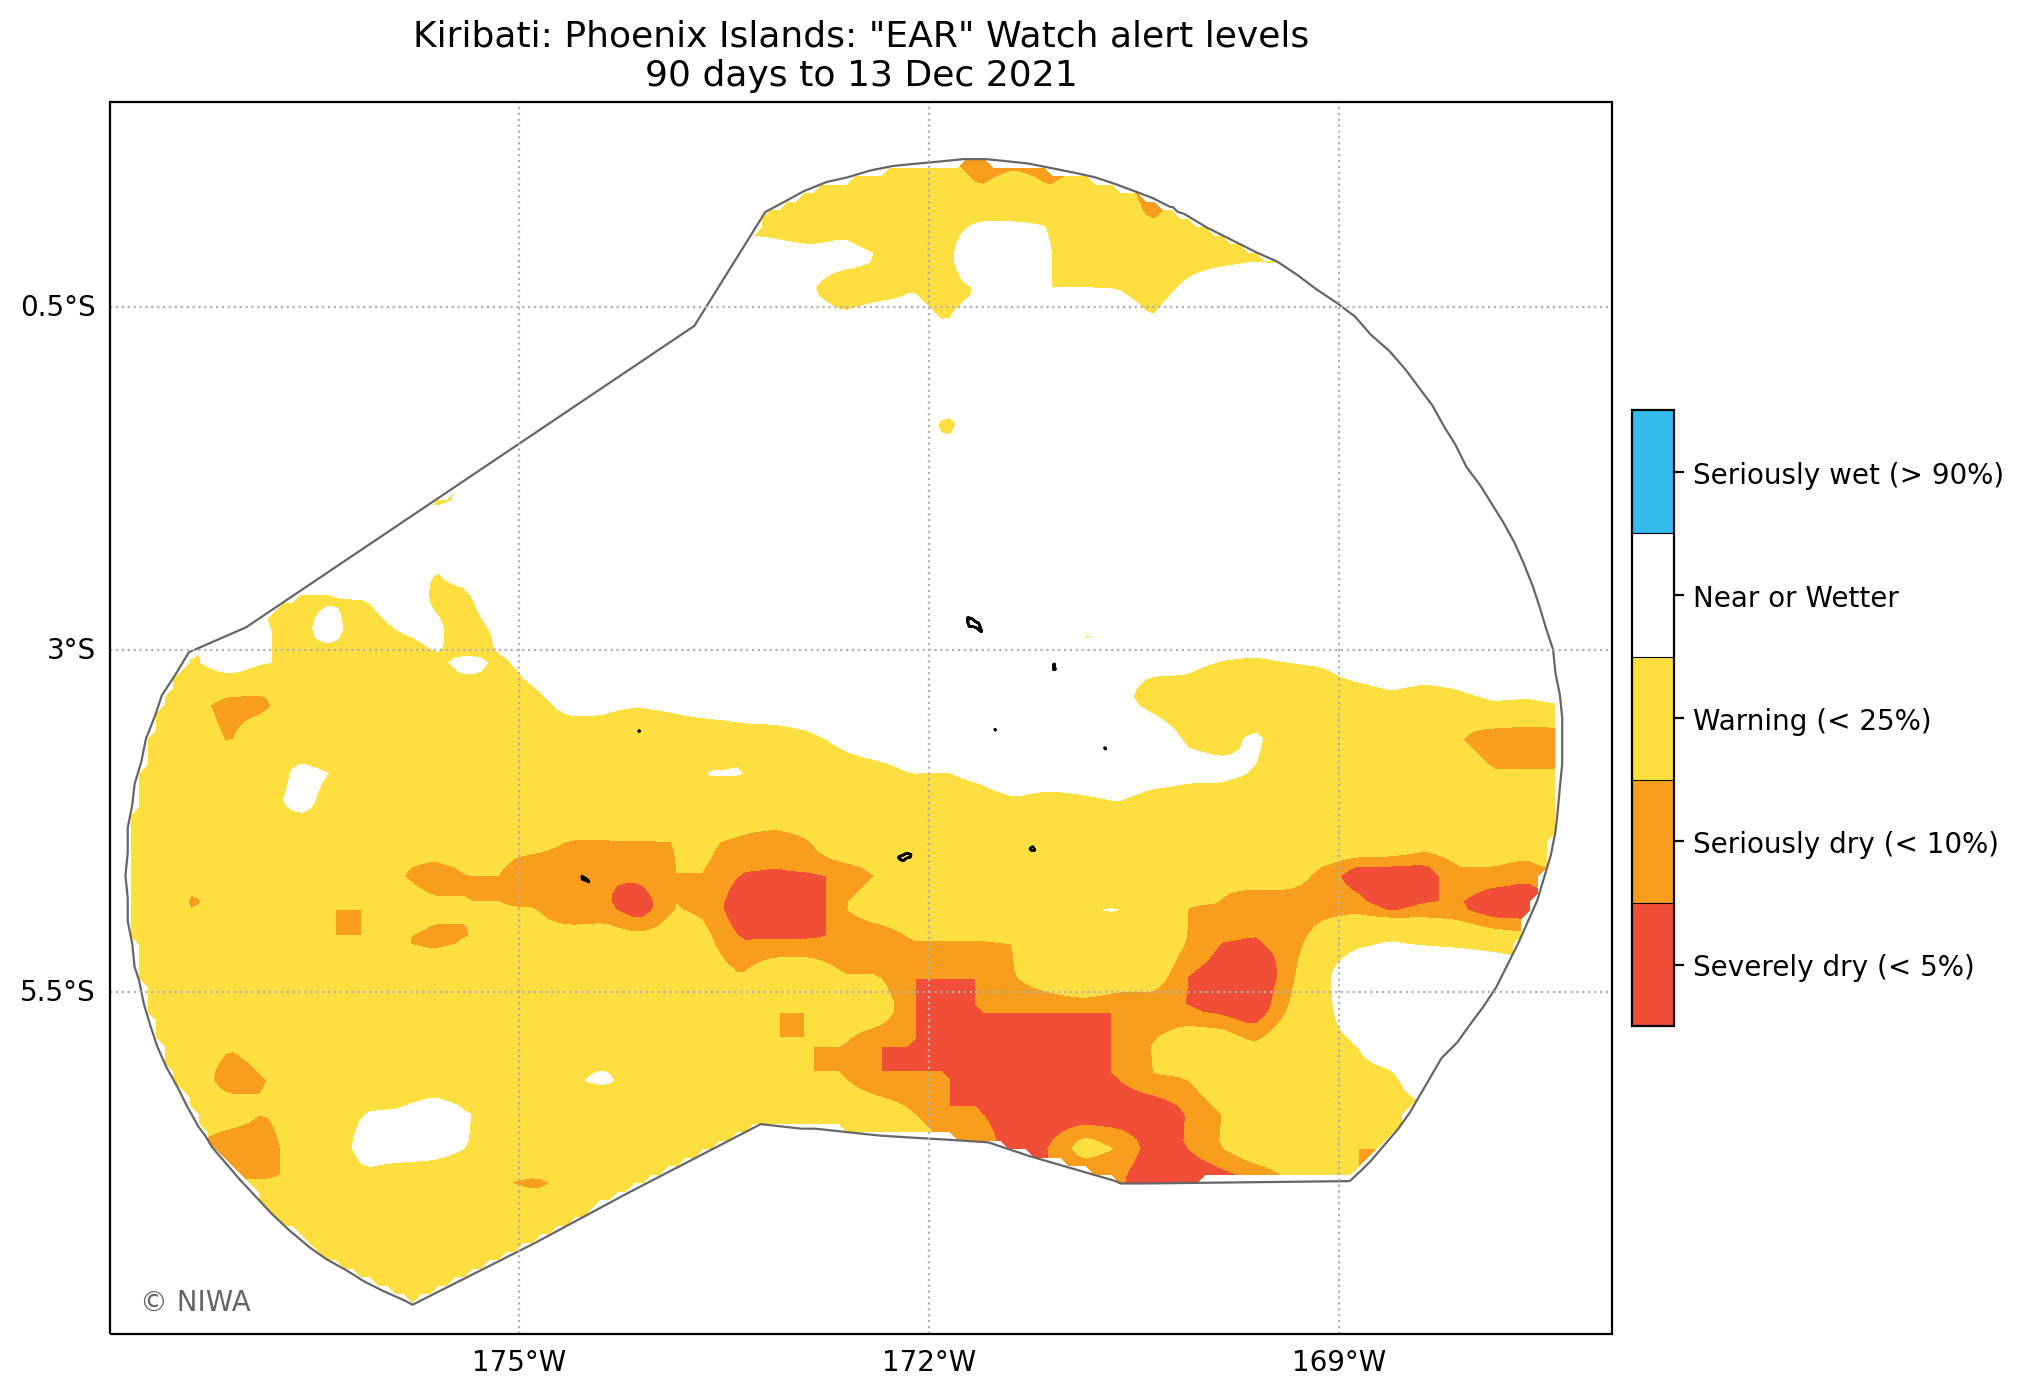 Kiribati: Phoenix Islands: "EAR" Watch alert levels
90 days to 13 Dec 2021
0.5°S
3°S
5.5°S
175°W
172°W
169°W
Seriously wet (> 90%)
Near or Wetter
Warning (< 25%)
Seriously dry (< 10%)
Severely dry (< 5%)
© NIWA